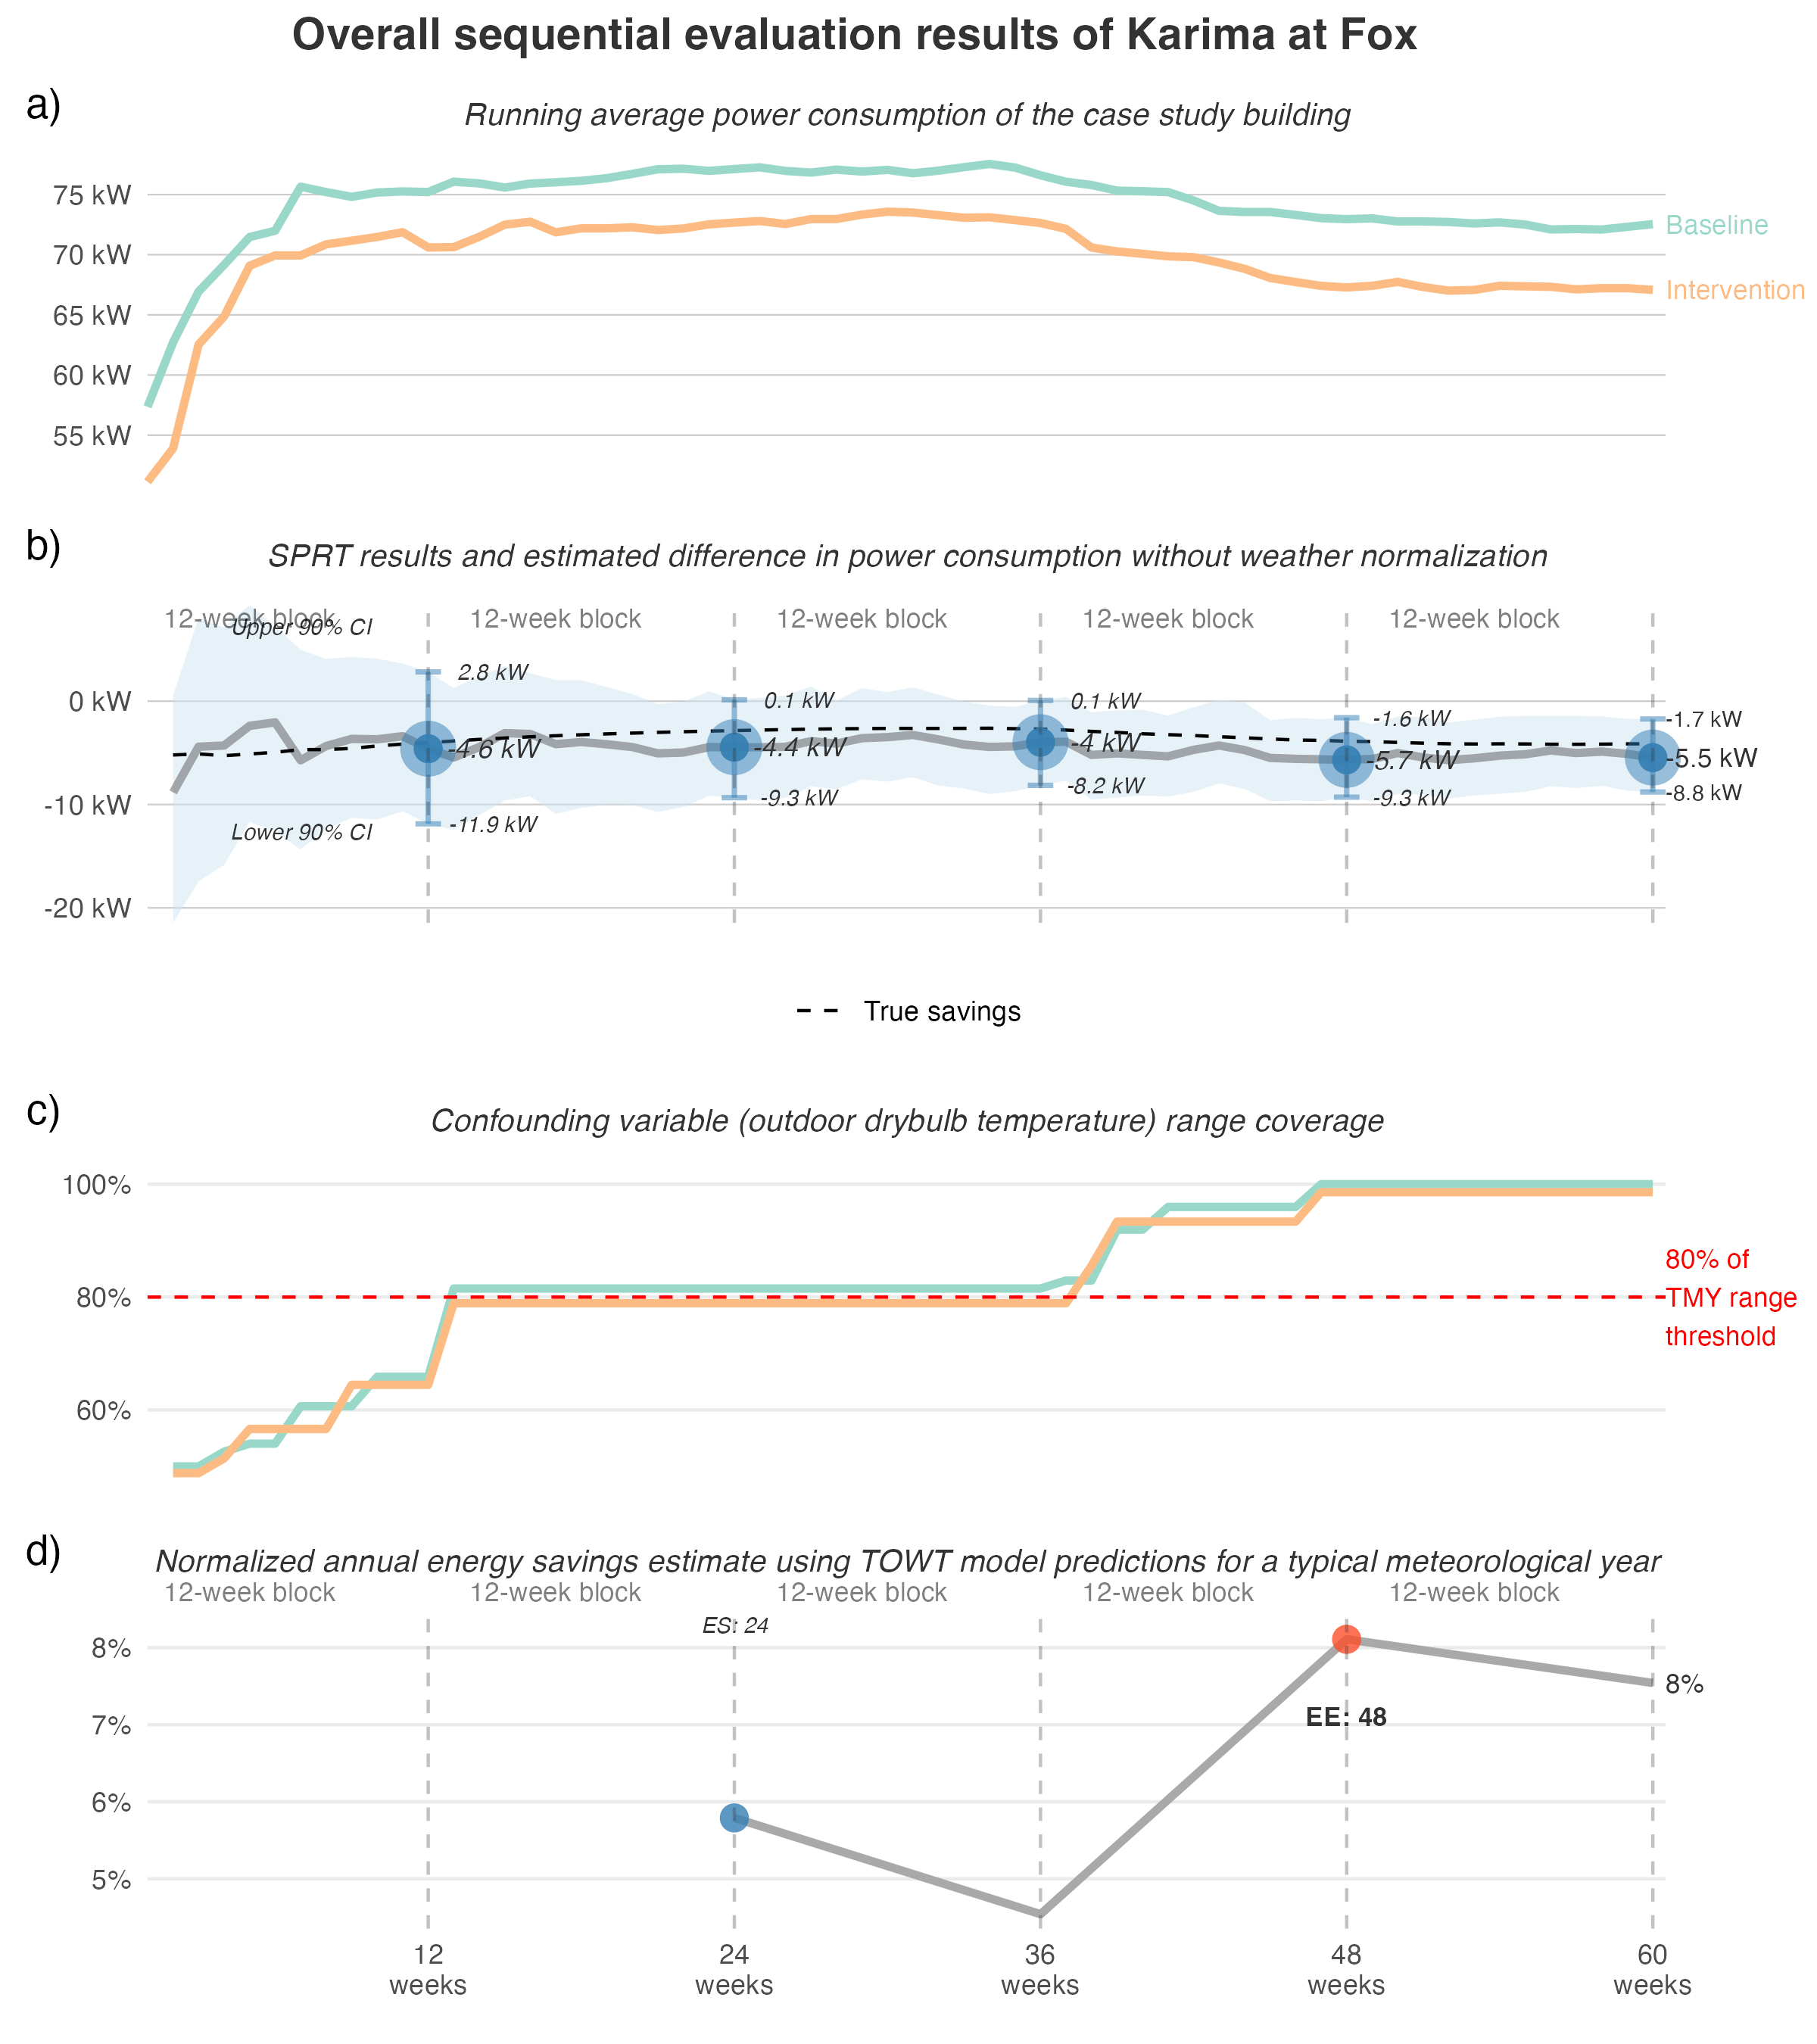 Overall sequential evaluation results of Karima at Fox
a)
Running average power consumption of the case study building
75 kW
70 kW
65 kW
60 kW
55 kW
Baseline
Intervention
b)
SPRT results and estimated difference in power consumption without weather normalization
12-week block
12-week block
12-week block
12-week block
12-week block
Upper 90% CI
Lower 90% CI
0 kW
-10 kW
-20 kW
2.8 kW
-4.6 kW
-11.9 kW
0.1 kW
-4.4 kW
-9.3 kW
0.1 kW
-4 kW
-8.2 kW
-1.6 kW
-5.7 kW
-9.3 kW
-1.7 kW
-5.5 kW
-8.8 kW
True savings
c)
Confounding variable (outdoor drybulb temperature) range coverage
100%
80%
60%
80% of
TMY range
threshold
d)
Normalized annual energy savings estimate using TOWT model predictions for a typical meteorological year
12-week block
12-week block
12-week block
12-week block
12-week block
ES: 24
8%
7%
6%
5%
EE: 48
8%
12
weeks
24
weeks
36
weeks
48
weeks
60
weeks